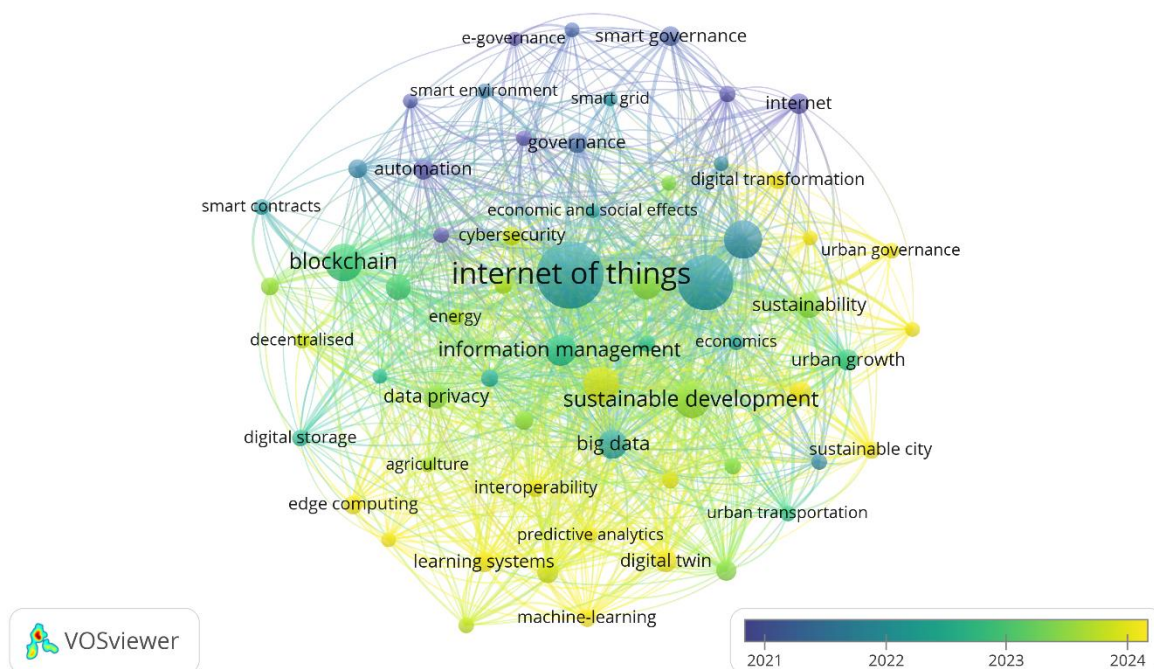 e-governance
smart governance
smart environment
smart grid
internet
governance
automation
digital transformation
smart contracts
economic and social effects
cybersecurity
urban governance
blockchain
internet of things
sustainability
energy
decentralised
information management
economics
urban growth
data privacy
sustainable development
digital storage
big data
sustainable city
agriculture
interoperability
edge computing
urban transportation
predictive analytics
learning systems
digital twin
machine-learning
VOSviewer
2021
2022
2023
2024